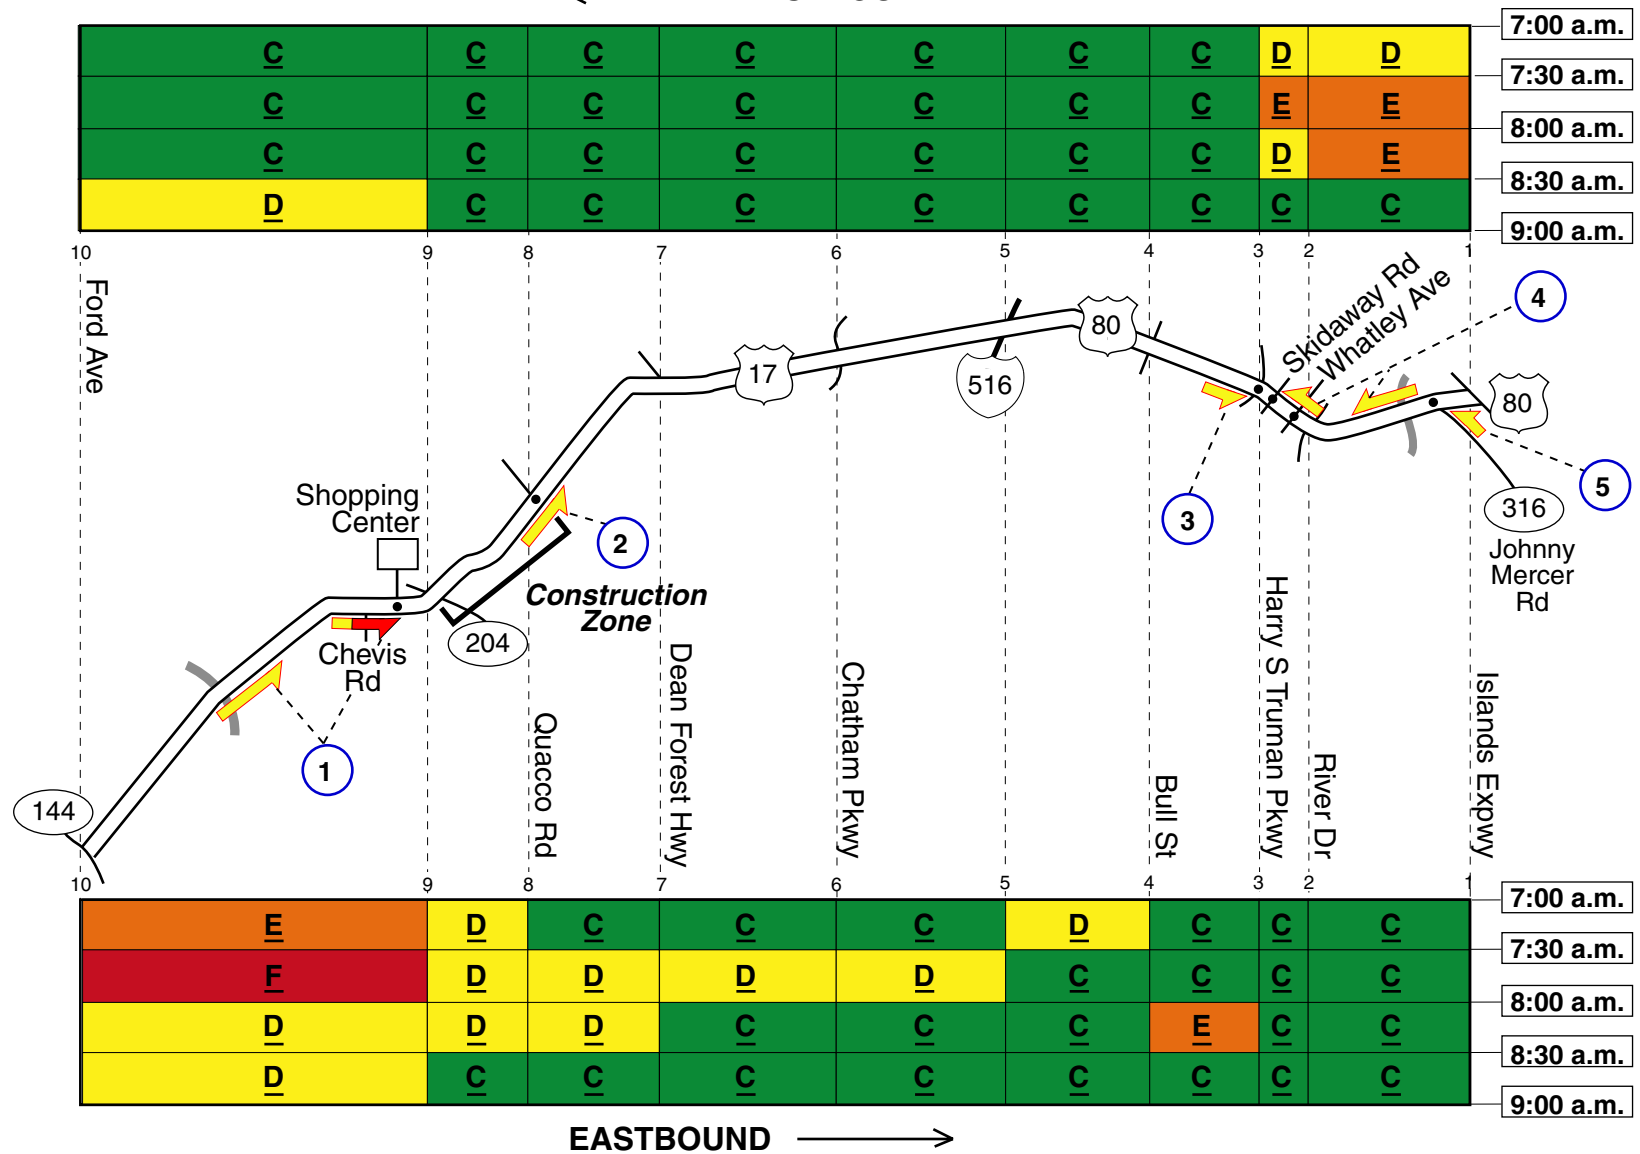 7:00 a.m.
C C C C C C C D D
7:30 a.m.
C C C C C C C E E
8:00 a.m.
C C C C C C C D E
8:30 a.m.
D C C C C C C C C
9:00 a.m.
10 9 8 7 6 5 4 3 2 1
Ford Ave
Skidaway Rd
Whatley Ave
4
80
17
516
80
3
5
316
Johnny
Mercer
Rd
Shopping
Center
2
Construction
Zone
204
Chevis
Rd
1
144
Quacco Rd
Dean Forest Hwy
Chatham Pkwy
Bull St
Harry S Truman Pkwy
River Dr
Islands Expwy
10 9 8 7 6 5 4 3 2 1
7:00 a.m.
E D C C C D C C C
7:30 a.m.
F D D D D C C C C
8:00 a.m.
D D D C C C E C C
8:30 a.m.
D C C C C C C C C
9:00 a.m.
EASTBOUND